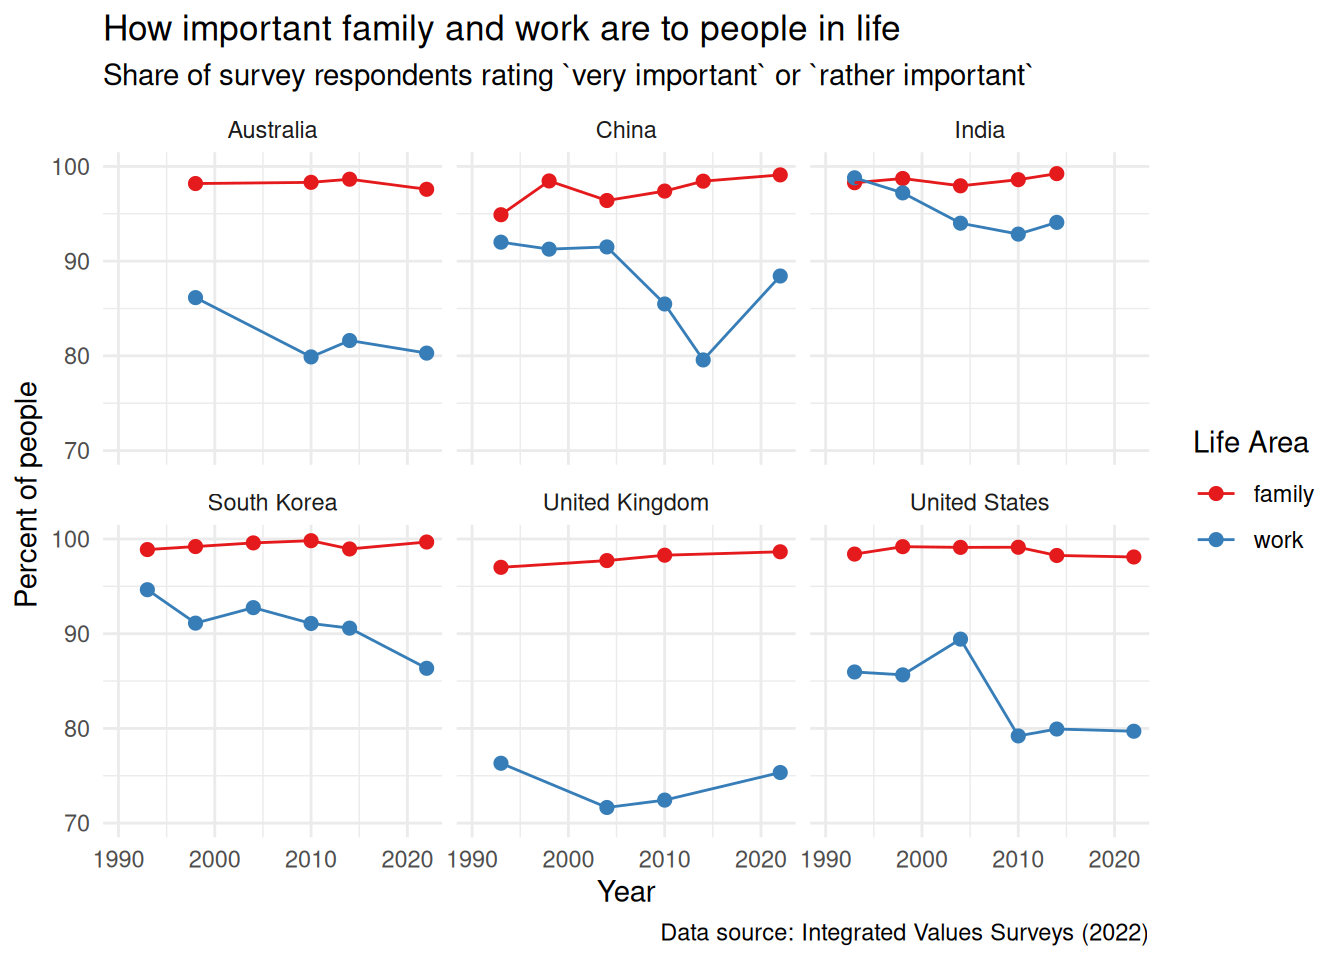 How important family and work are to people in life
Share of survey respondents rating `very important` or `rather important`
Australia China India
100
90
80
70
South Korea United Kingdom United States
100
90
80
70
1990 2000 2010 2020 1990 2000 2010 2020 1990 2000 2010 2020
Percent of people
Year
Life Area
family
work
Data source: Integrated Values Surveys (2022)